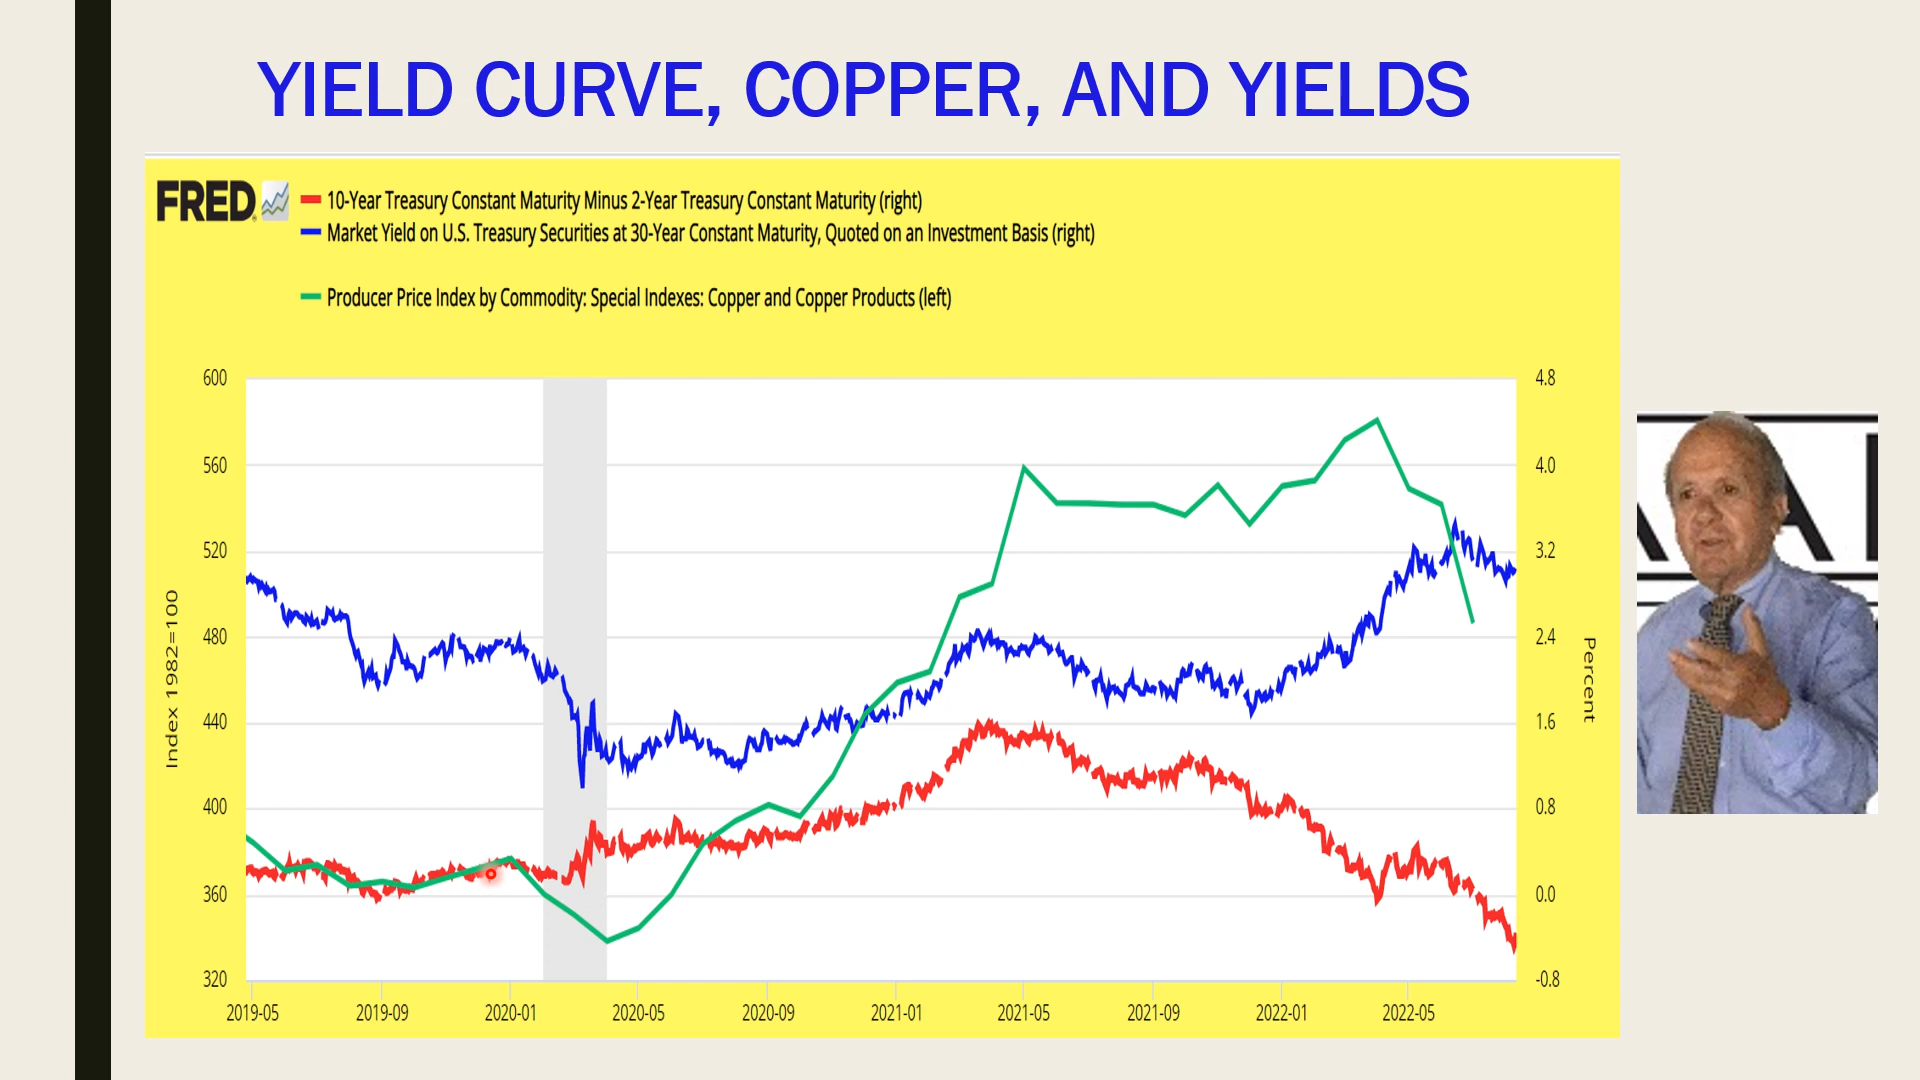 YIELD CURVE, COPPER, AND YIELDS
FRED
10-Year Treasury Constant Maturity Minus 2-Year Treasury Constant Maturity (right)
Market Yield on U.S. Treasury Securities at 30-Year Constant Maturity, Quoted on an Investment Basis (right)
Producer Price Index by Commodity: Special Indexes: Copper and Copper Products (left)
600 4.8
560 4.0
520 3.2
480 2.4
440 1.6
400 0.8
360 0.0
320 -0.8
Index 1982=100
Percent
2019-05 2019-09 2020-01 2020-05 2020-09 2021-01 2021-05 2021-09 2022-01 2022-05